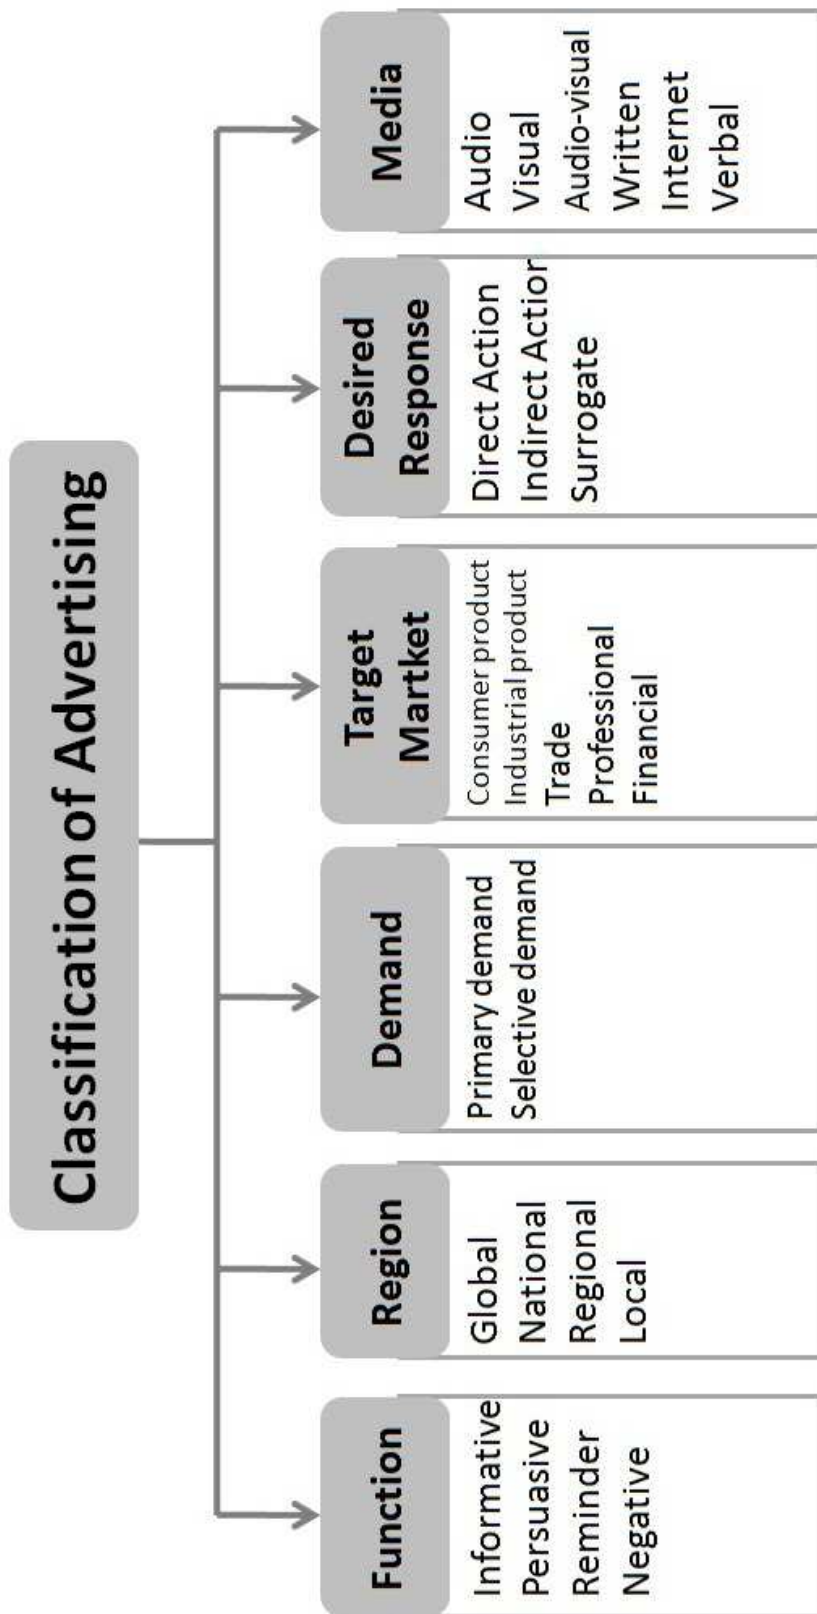 Classification of Advertising
Function
Informative
Persuasive
Reminder
Negative
Region
Global
National
Regional
Local
Demand
Primary demand
Selective demand
Target
Martket
Consumer product
Industrial product
Trade
Professional
Financial
Desired
Response
Direct Action
Indirect Action
Surrogate
Media
Audio
Visual
Audio-visual
Written
Internet
Verbal